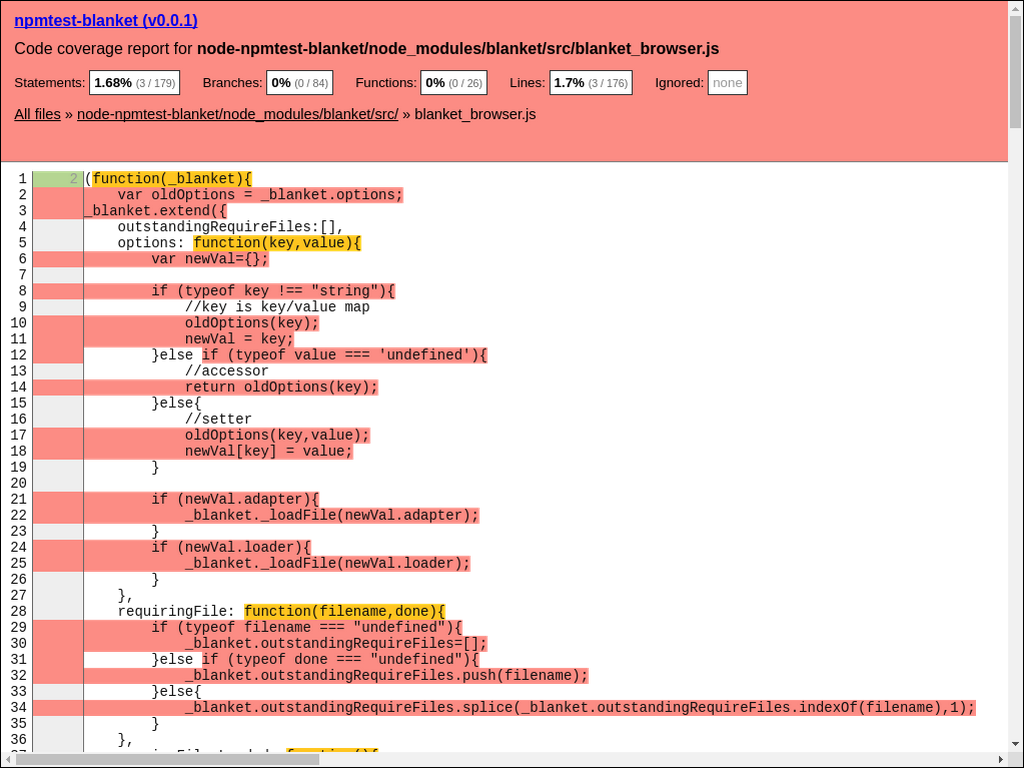 npmtest-blanket (v0.0.1)
Code coverage report for node-npmtest-blanket/node_modules/blanket/src/blanket_browser.js
Statements: 1.68% (3 / 179) Branches: 0% (0 / 84) Functions: 0% (0 / 26) Lines: 1.7% (3 / 176) Ignored: none
All files » node-npmtest-blanket/node_modules/blanket/src/ » blanket_browser.js
1 2 (function(_blanket){
2 var oldOptions = _blanket.options;
3 _blanket.extend({
4 outstandingRequireFiles:[],
5 options: function(key,value){
6 var newVal={};
7
8 if (typeof key !== "string"){
9 //key is key/value map
10 oldOptions(key);
11 newVal = key;
12 }else if (typeof value === 'undefined'){
13 //accessor
14 return oldOptions(key);
15 }else{
16 //setter
17 oldOptions(key,value);
18 newVal[key] = value;
19 }
20
21 if (newVal.adapter){
22 _blanket._loadFile(newVal.adapter);
23 }
24 if (newVal.loader){
25 _blanket._loadFile(newVal.loader);
26 }
27 },
28 requiringFile: function(filename,done){
29 if (typeof filename === "undefined"){
30 _blanket.outstandingRequireFiles=[];
31 }else if (typeof done === "undefined"){
32 _blanket.outstandingRequireFiles.push(filename);
33 }else{
34 _blanket.outstandingRequireFiles.splice(_blanket.outstandingRequireFiles.indexOf(filename),1);
35 }
36 },